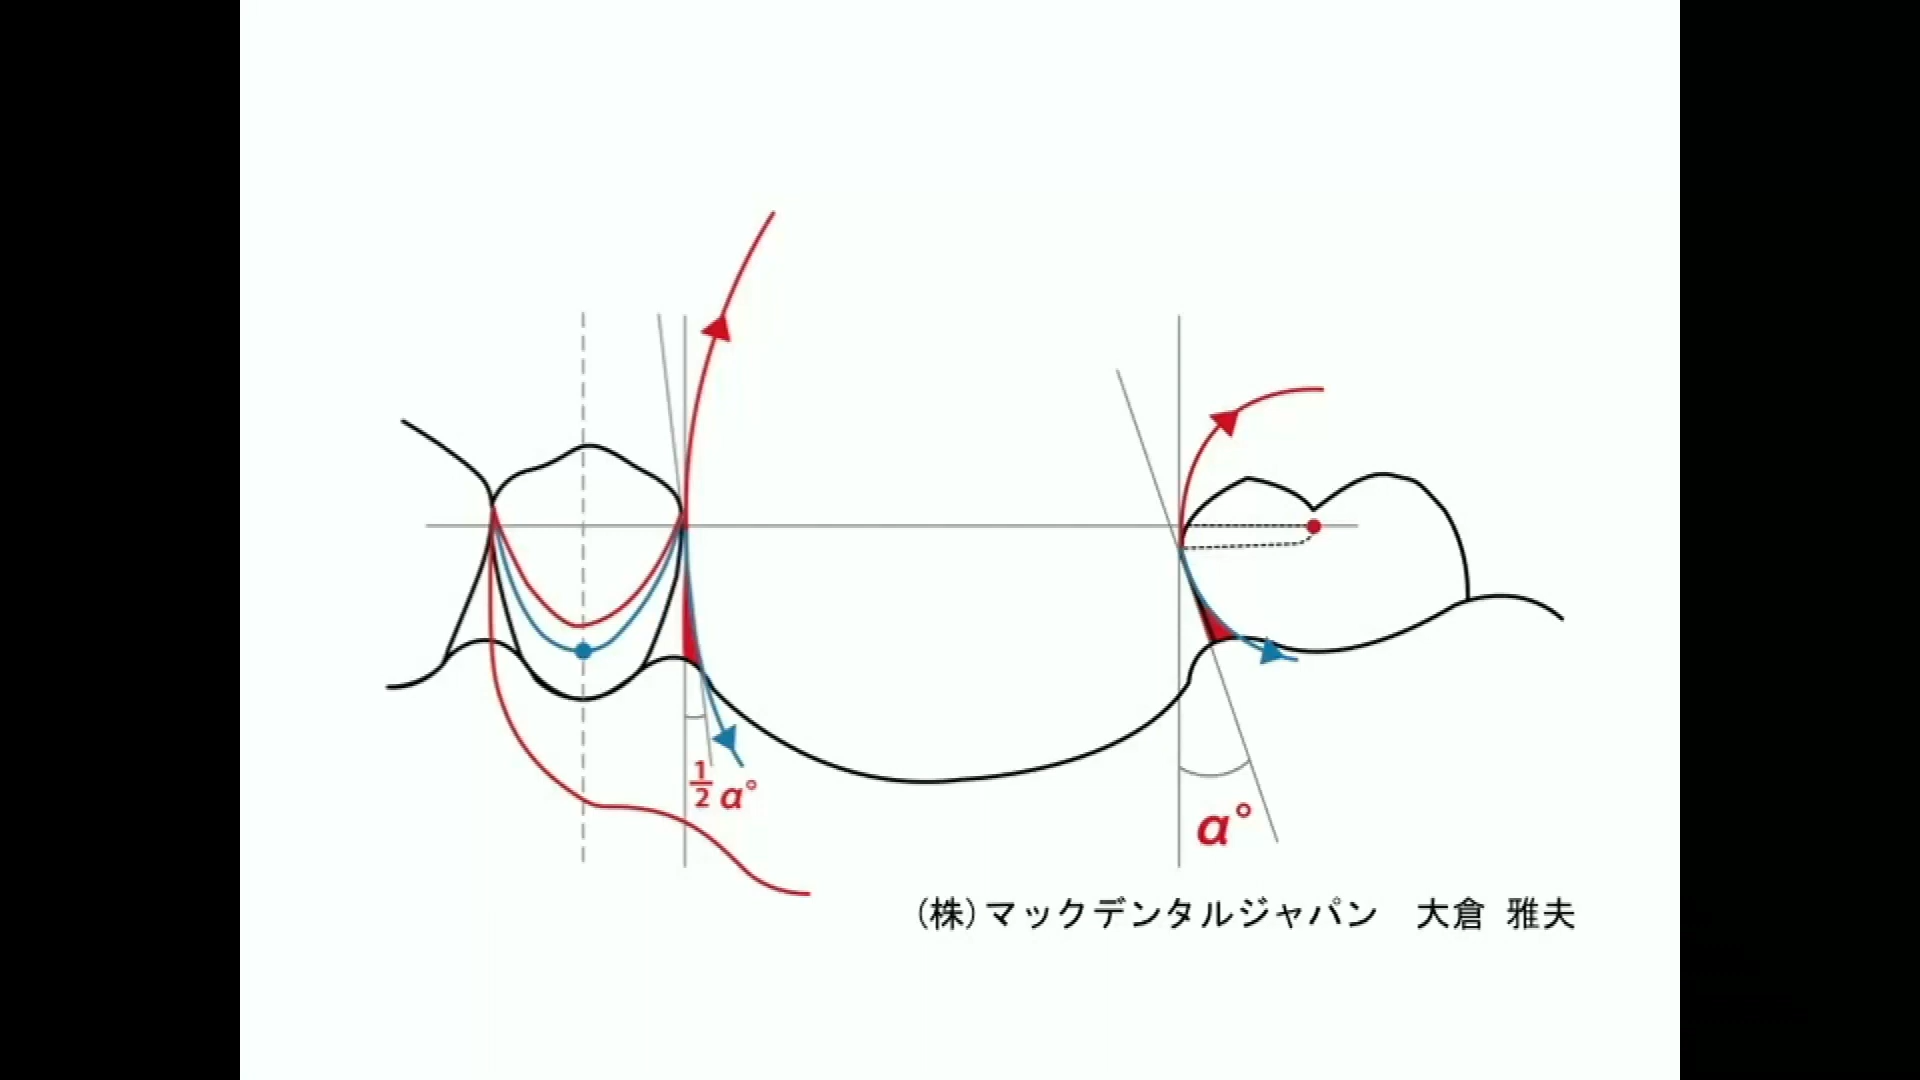 1/2 α°
α°
(株)マックデンタルジャパン　大倉 雅夫